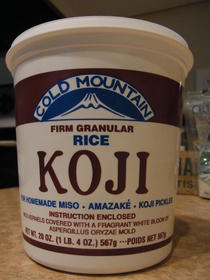 COLD MOUNTAIN
FIRM GRANULAR
RICE
KOJI
FOR HOMEMADE MISO • AMAZAKÉ • KOJI PICKLES
INSTRUCTION ENCLOSED
RICE KERNELS COVERED WITH A FRAGRANT WHITE BLOOM OF
ASPERGILLUS ORYZAE MOLD
NET WT. 20 OZ. (1 LB. 4 OZ.) 567g ••• POIDS NET 567g